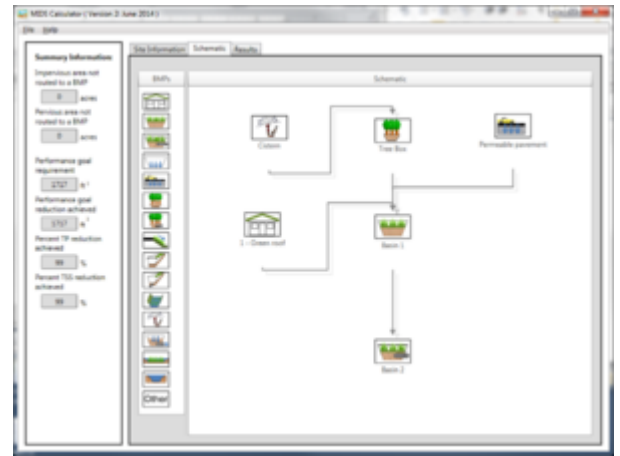 MIDS Calculator ( Version 2: June 2014 )
File Help
Site Information Schematic Results
Summary Information
Impervious area not
routed to a BMP
0 acres
Pervious area not
routed to a BMP
0 acres
Performance goal
requirement
1757 ft³
Performance goal
reduction achieved
1757 ft³
Percent TP reduction
achieved
99 %
Percent TSS reduction
achieved
99 %
BMPs
Other
Schematic
Cistern
Tree Box
Permeable pavement
1 - Green roof
Basin 1
Basin 2